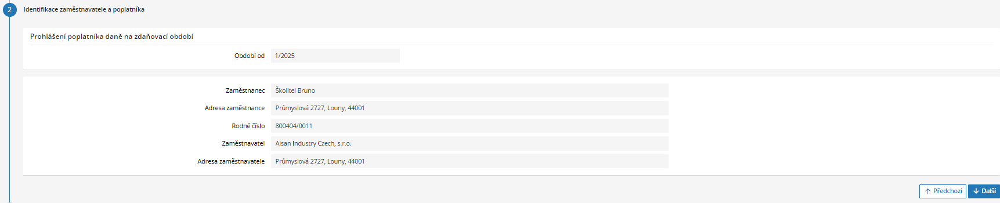 2 Identifikace zaměstnavatele a poplatníka
Prohlášení poplatníka daně na zdaňovací období
Období od 1/2025
Zaměstnanec Školitel Bruno
Adresa zaměstnance Průmyslová 2727, Louny, 44001
Rodné číslo 800404/0011
Zaměstnavatel Aisan Industry Czech, s.r.o.
Adresa zaměstnavatele Průmyslová 2727, Louny, 44001
↑ Předchozí ↓ Další